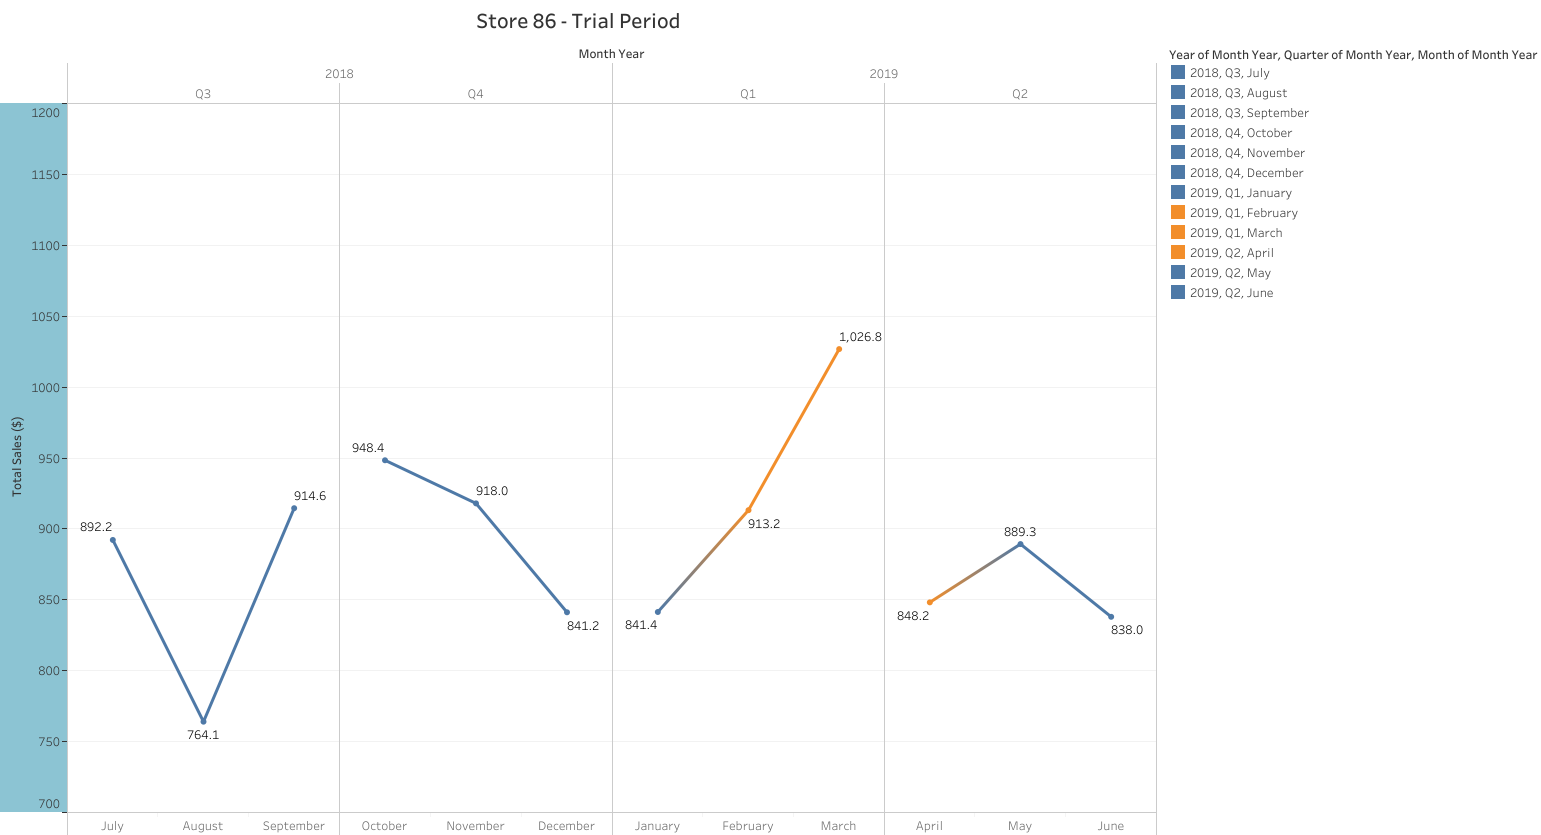 Store 86 - Trial Period
Month Year
2018 2019
Q3 Q4 Q1 Q2
Total Sales ($)
1200
1150
1100
1050
1000
950
900
850
800
750
700
892.2
764.1
914.6
948.4
918.0
841.2
841.4
913.2
1,026.8
848.2
889.3
838.0
July August September October November December January February March April May June
Year of Month Year, Quarter of Month Year, Month of Month Year
2018, Q3, July
2018, Q3, August
2018, Q3, September
2018, Q4, October
2018, Q4, November
2018, Q4, December
2019, Q1, January
2019, Q1, February
2019, Q1, March
2019, Q2, April
2019, Q2, May
2019, Q2, June